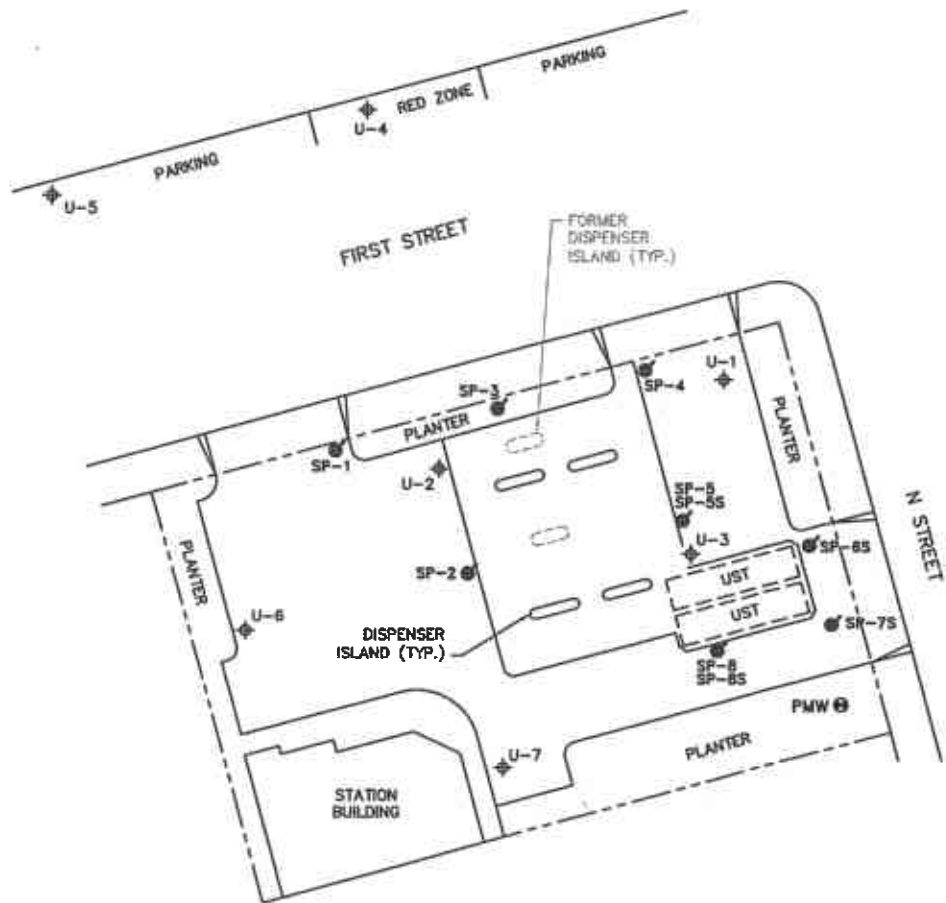 PARKING
RED ZONE
U-4
PARKING
U-5
FIRST STREET
FORMER
DISPENSER
ISLAND (TYP.)
U-1
SP-4
SP-3
PLANTER
PLANTER
SP-1
U-2
SP-5
SP-5S
N STREET
PLANTER
U-3
SP-6S
SP-2
UST
UST
U-6
DISPENSER
ISLAND (TYP.)
SP-7S
SP-8
SP-8S
PMW
PLANTER
U-7
STATION
BUILDING